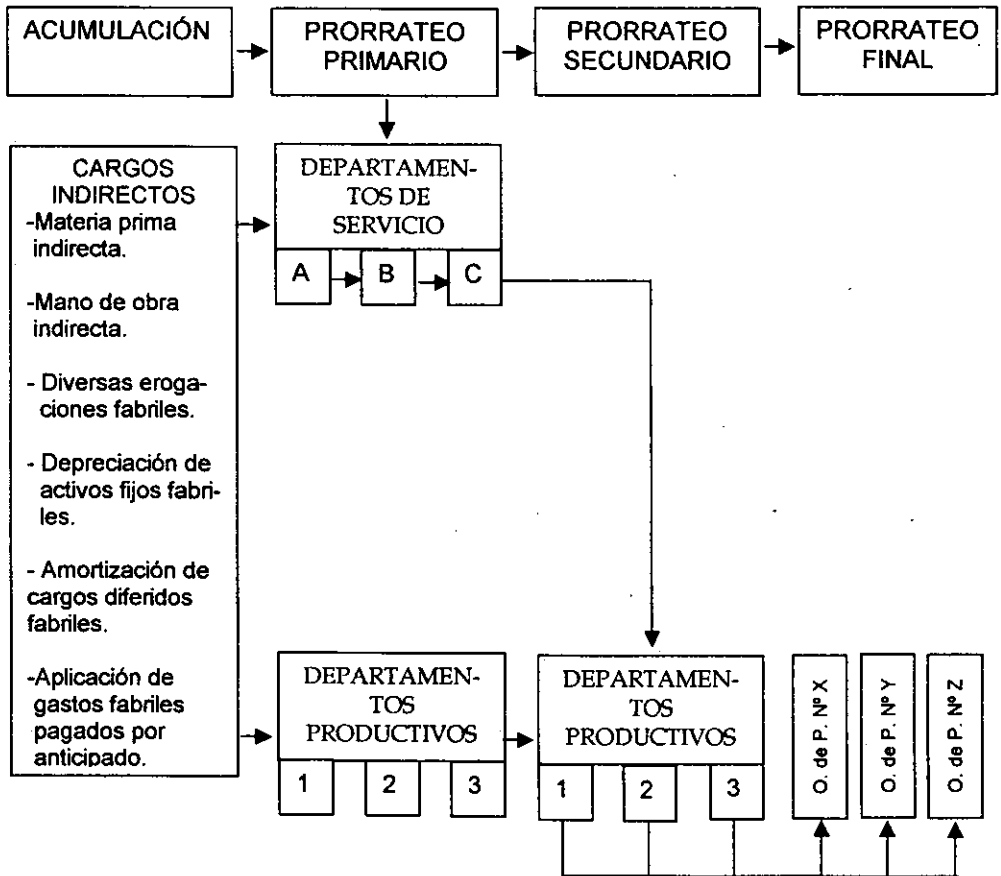 ACUMULACIÓN
PRORRATEO
PRIMARIO
PRORRATEO
SECUNDARIO
PRORRATEO
FINAL
CARGOS
INDIRECTOS
-Materia prima
indirecta.
-Mano de obra
indirecta.
- Diversas eroga-
ciones fabriles.
- Depreciación de
activos fijos fabri-
les.
- Amortización de
cargos diferidos
fabriles.
-Aplicación de
gastos fabriles
pagados por
anticipado.
DEPARTAMEN-
TOS DE
SERVICIO
A
B
C
DEPARTAMEN-
TOS
PRODUCTIVOS
1
2
3
DEPARTAMEN-
TOS
PRODUCTIVOS
1
2
3
O. de P. Nº X
O. de P. Nº Y
O. de P. Nº Z